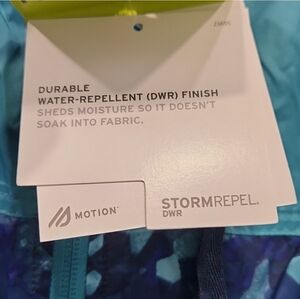 DURABLE
WATER-REPELLENT (DWR) FINISH
SHEDS MOISTURE SO IT DOESN'T
SOAK INTO FABRIC.
MOTION
STORMREPEL®
DWR